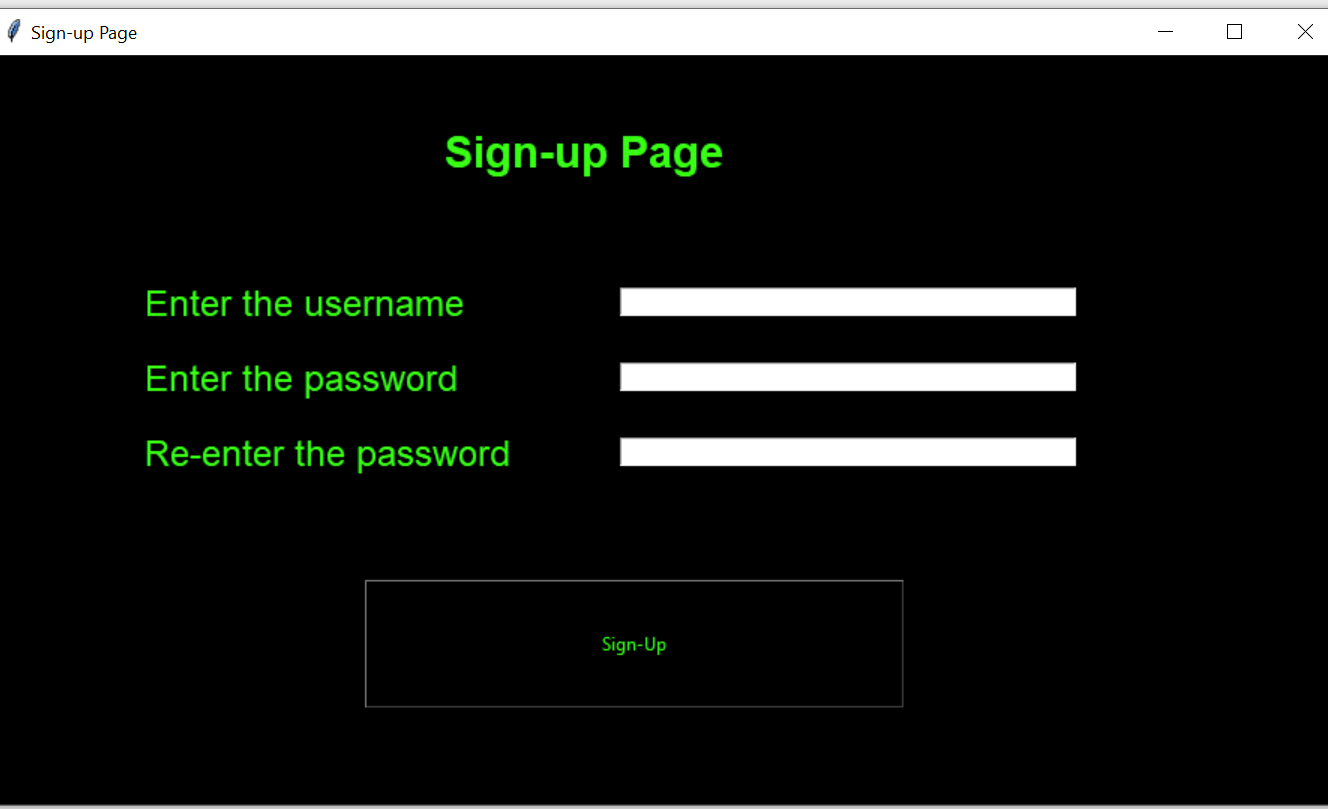 Sign-up Page
Sign-up Page
Enter the username
Enter the password
Re-enter the password
Sign-Up